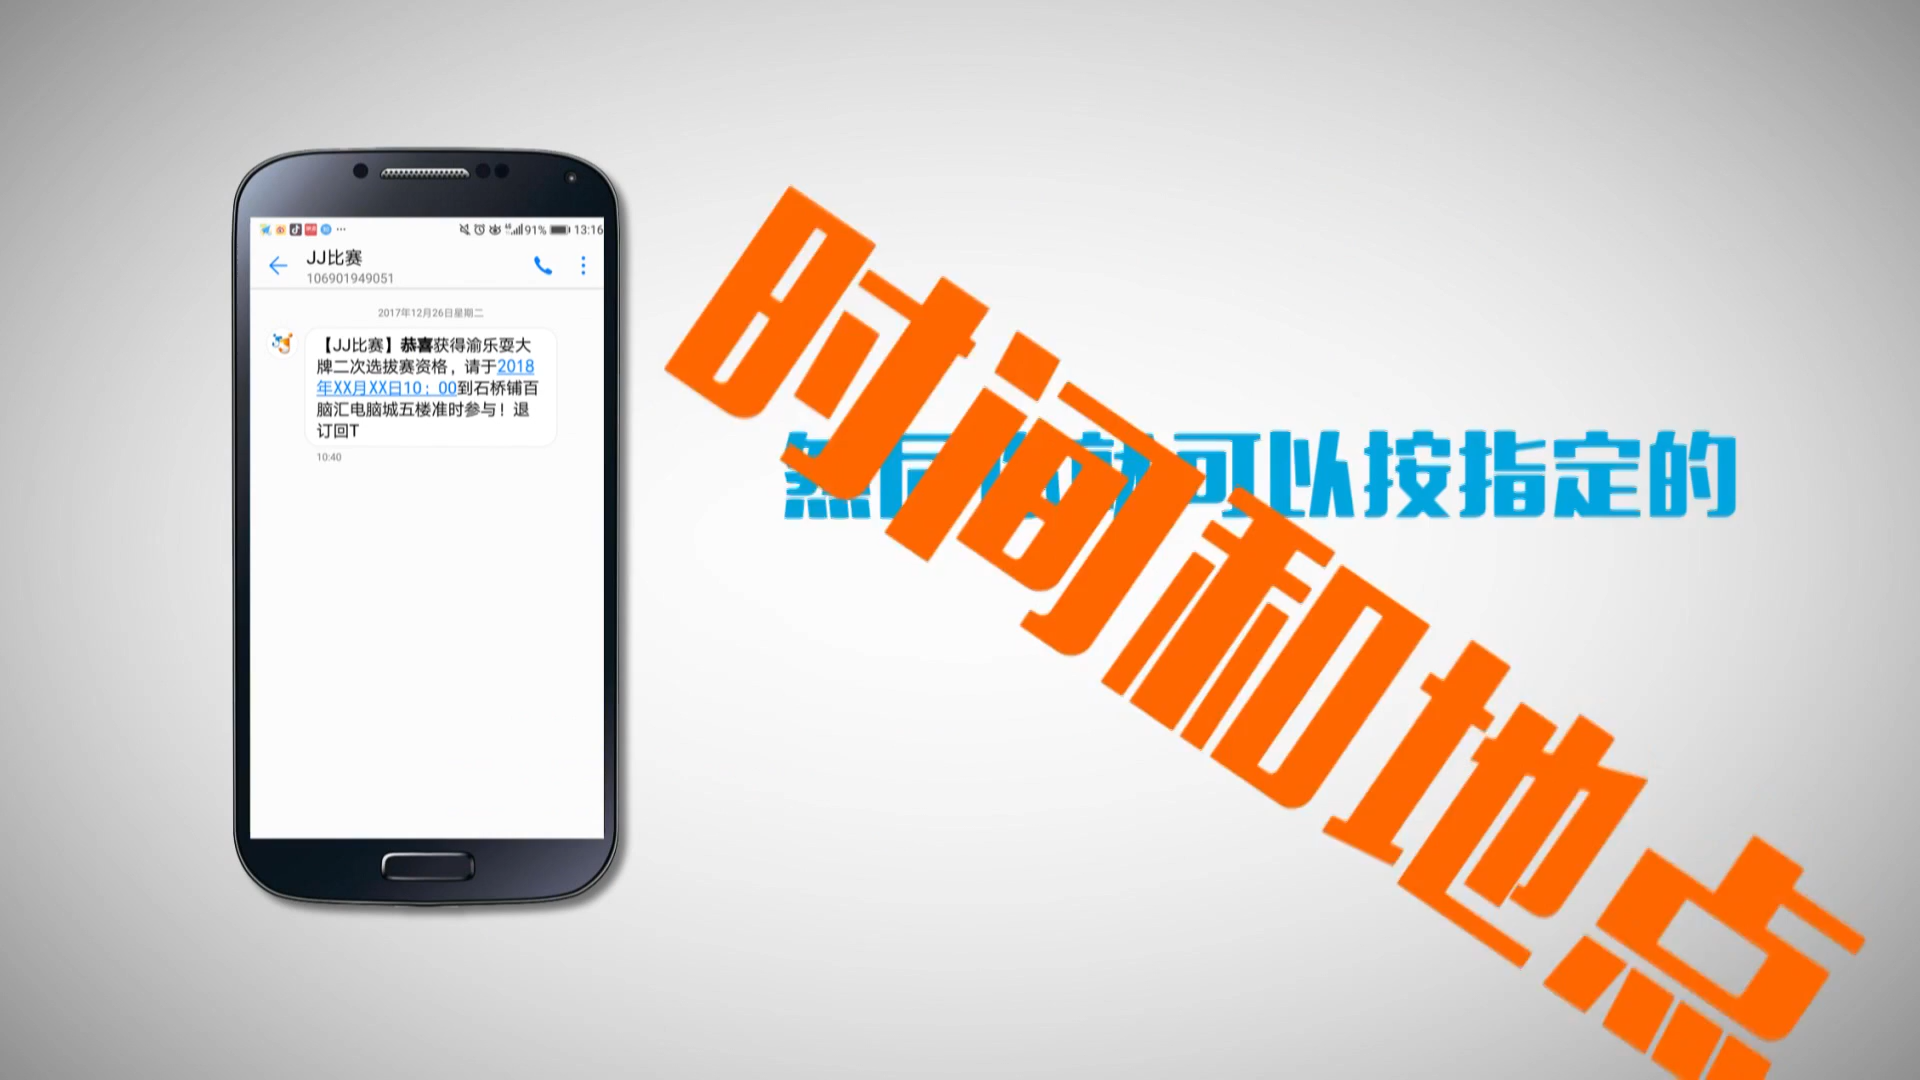 91% 13:16
JJ比赛
106901949051
2017年12月26日星期二
【JJ比赛】恭喜获得渝乐耍大
牌二次选拔赛资格，请于2018
年XX月XX日10：00到石桥铺百
脑汇电脑城五楼准时参与！退
订回T
10:40
时间和地点
然后你就可以按指定的